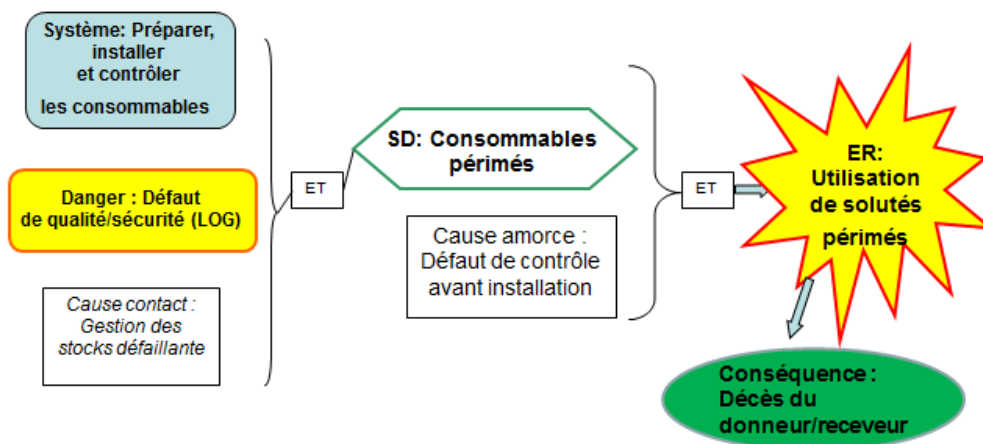 Système: Préparer,
installer
et contrôler
les consommables
Danger : Défaut
de qualité/sécurité (LOG)
Cause contact :
Gestion des
stocks défaillante
ET
SD: Consommables
périmés
Cause amorce :
Défaut de contrôle
avant installation
ET
ER:
Utilisation
de solutés
périmés
Conséquence :
Décès du
donneur/receveur